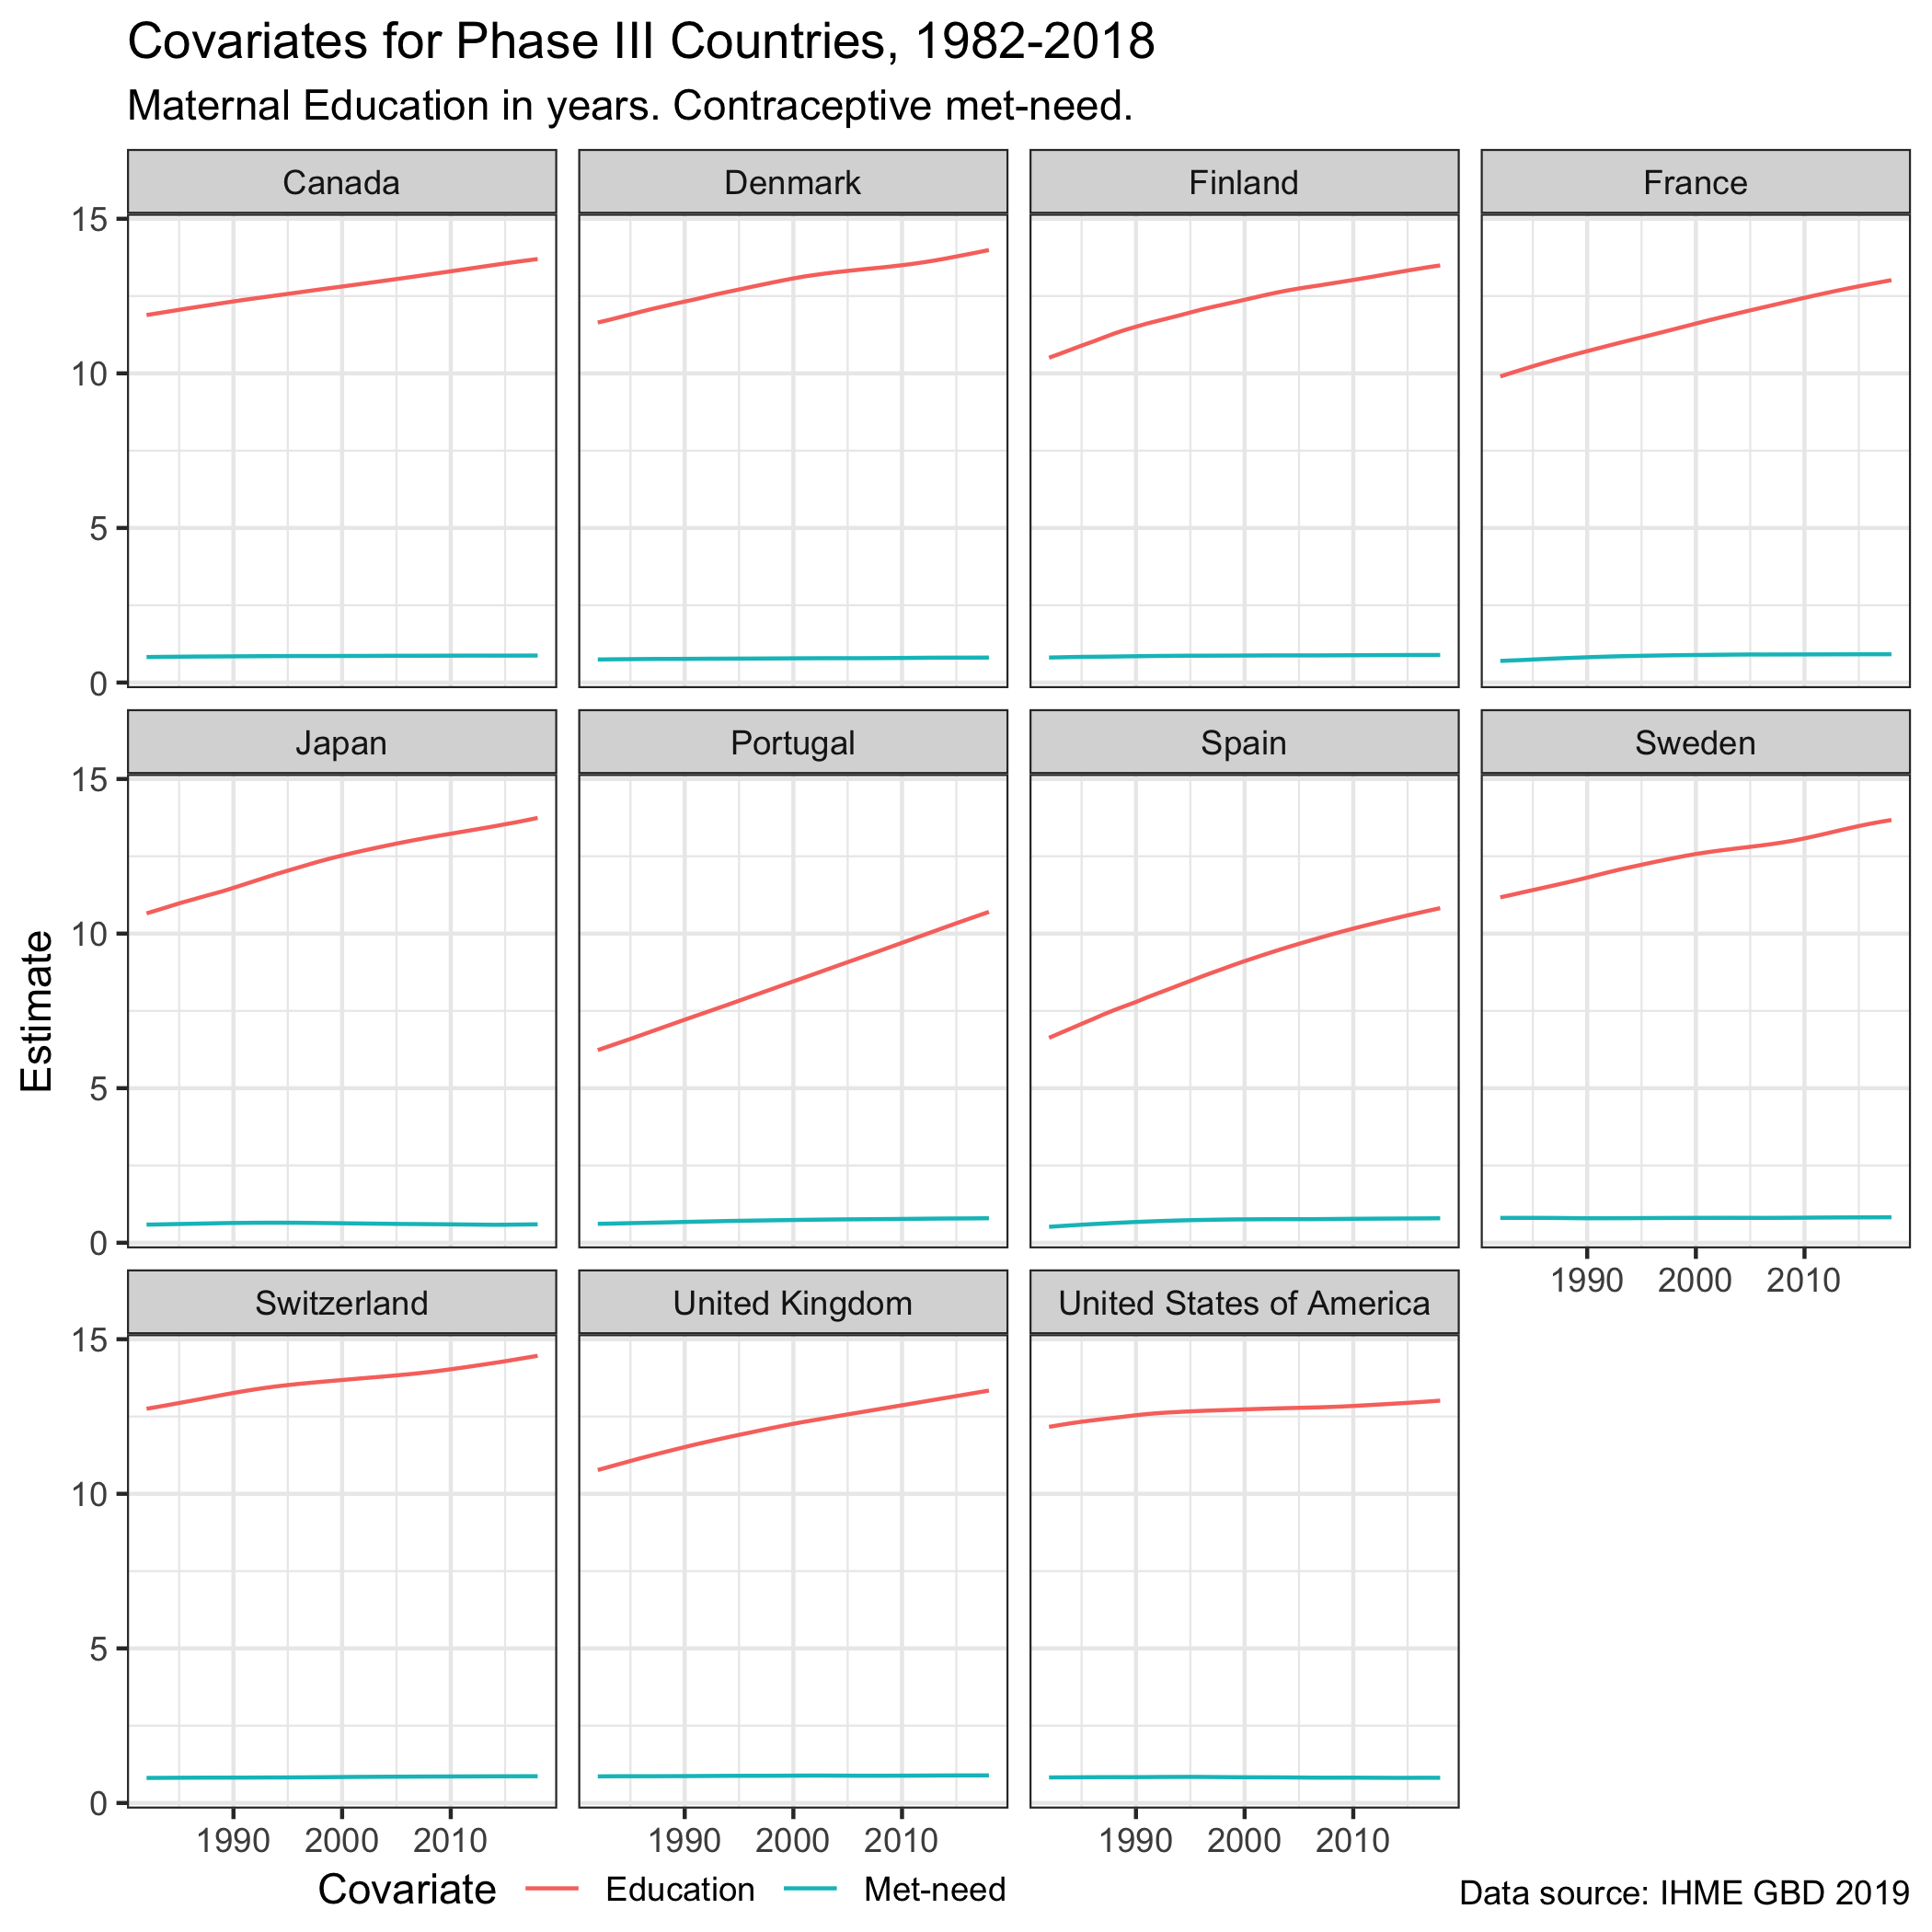 Covariates for Phase III Countries, 1982-2018
Maternal Education in years. Contraceptive met-need.
Canada
Denmark
Finland
France
15
10
5
0
Japan
Portugal
Spain
Sweden
15
10
5
0
1990 2000 2010
Switzerland
United Kingdom
United States of America
15
10
5
0
1990 2000 2010
1990 2000 2010
1990 2000 2010
Estimate
Covariate Education Met-need
Data source: IHME GBD 2019